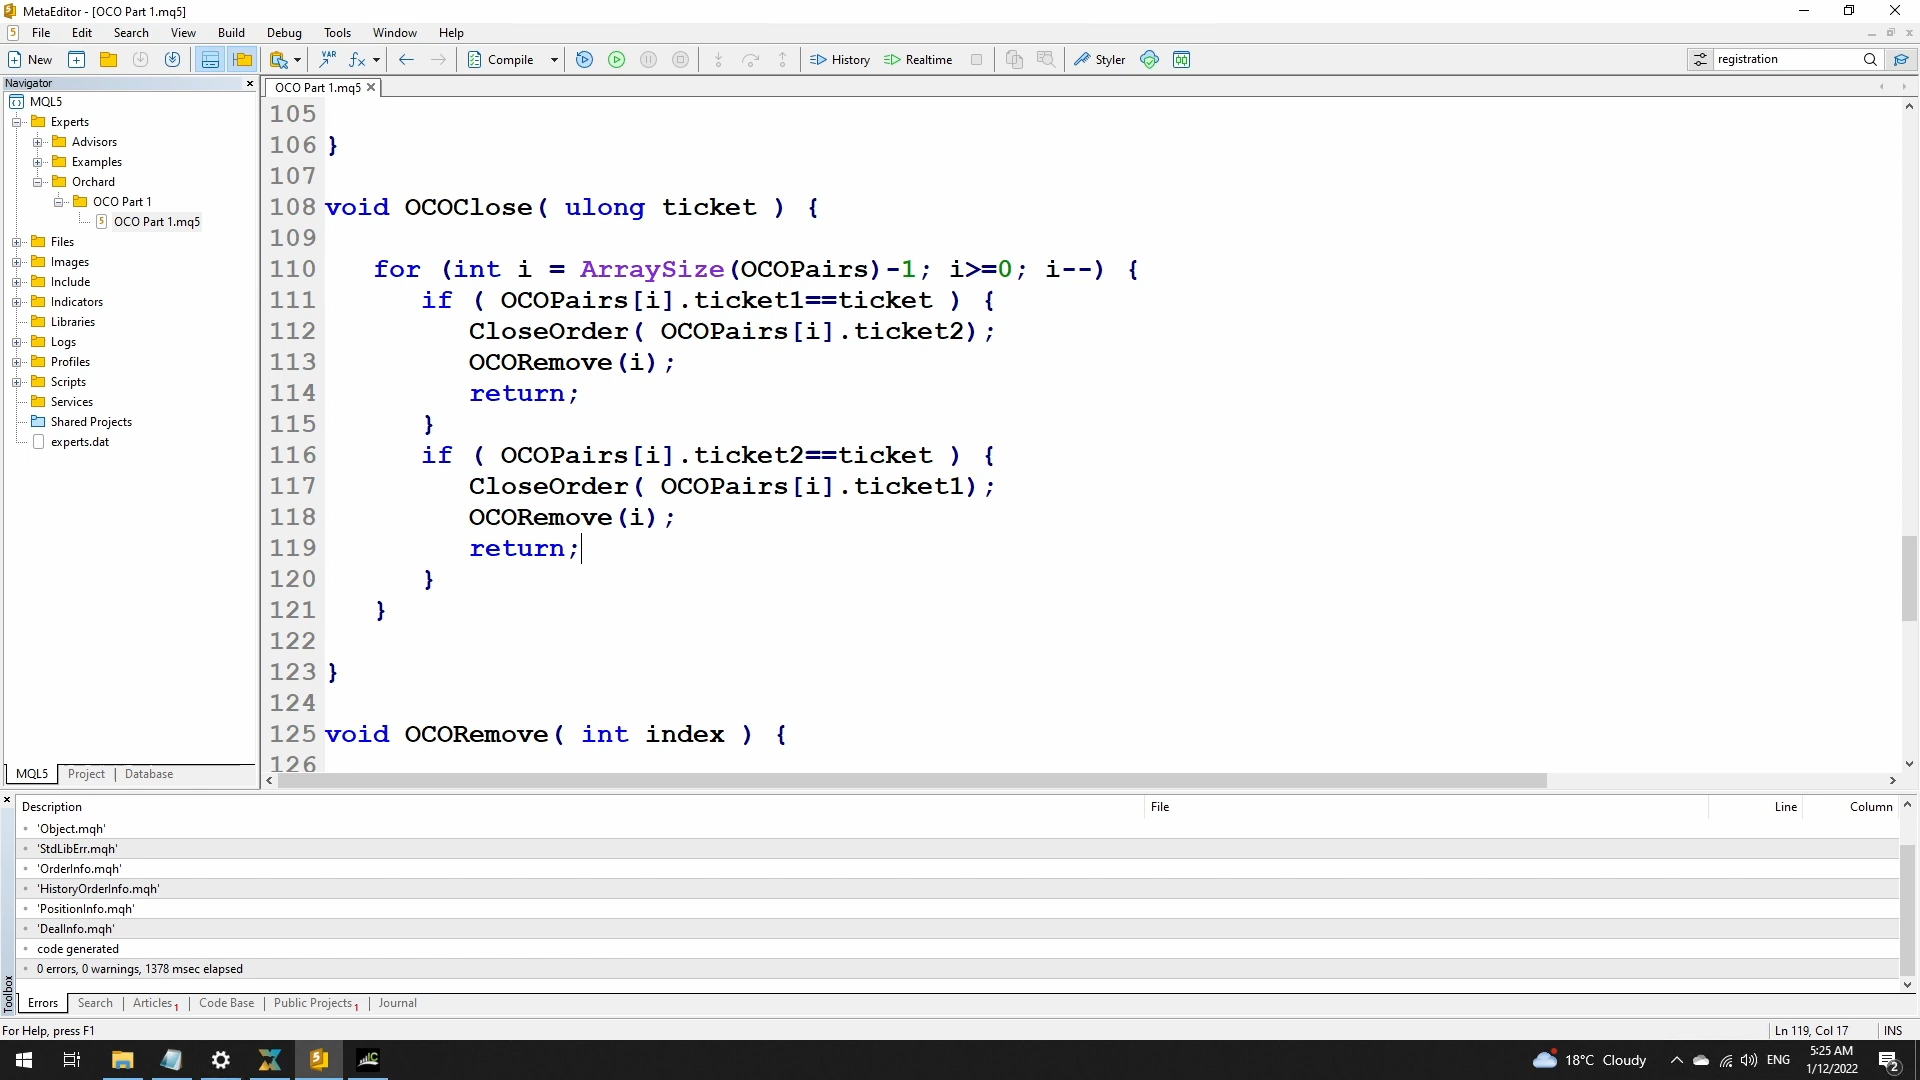 MetaEditor - [OCO Part 1.mq5]
File Edit Search View Build Debug Tools Window Help
New Compile History Realtime Styler registration
Navigator
OCO Part 1.mq5
MQL5
Experts
Advisors
Examples
Orchard
OCO Part 1
OCO Part 1.mq5
Files
Images
Include
Indicators
Libraries
Logs
Profiles
Scripts
Services
Shared Projects
experts.dat
MQL5 Project Database
105
106 }
107
108 void OCOClose( ulong ticket ) {
109
110 for (int i = ArraySize(OCOPairs)-1; i>=0; i--) {
111 if ( OCOPairs[i].ticket1==ticket ) {
112 CloseOrder( OCOPairs[i].ticket2);
113 OCORemove(i);
114 return;
115 }
116 if ( OCOPairs[i].ticket2==ticket ) {
117 CloseOrder( OCOPairs[i].ticket1);
118 OCORemove(i);
119 return;
120 }
121 }
122
123 }
124
125 void OCORemove( int index ) {
126
Description File Line Column
'Object.mqh'
'StdLibErr.mqh'
'OrderInfo.mqh'
'HistoryOrderInfo.mqh'
'PositionInfo.mqh'
'DealInfo.mqh'
code generated
0 errors, 0 warnings, 1378 msec elapsed
Toolbox
Errors Search Articles 1 Code Base Public Projects 1 Journal
For Help, press F1 Ln 119, Col 17 INS
18°C Cloudy ENG 5:25 AM
1/12/2022 2